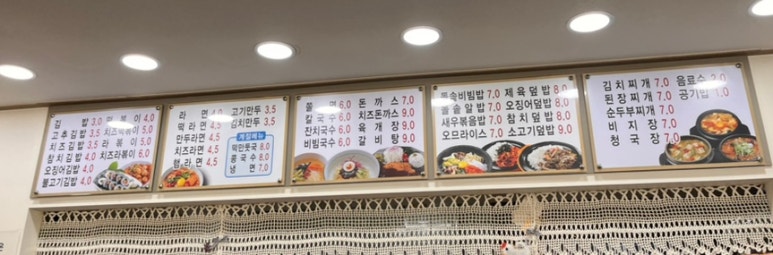 김 밥 3,0
고추김밥 3,5
치즈김밥 3,5
참치김밥 4,0
오징어김밥 4,0
불고기김밥 4,0
떡 볶 이 4,0
치즈떡볶이 5,0
라 볶 이 5,0
치즈라볶이 6,0
라 면 4,0
떡라면 4,5
만두라면 4,5
치즈라면 4,5
햄라면 4,5
고기만두 3,5
김치만두 3,5
계절메뉴
떡만둣국 8,0
콩국수 8,0
냉 면 7,0
쫄 면 6,0
칼국수 6,0
잔치국수 6,0
비빔국수 6,0
돈 까 스 7,0
치즈돈까스 9,0
육 개 장 9,0
갈 비 탕 9,0
돌솥비빔밥 7,0
돌솥알밥 7,0
새우볶음밥 7,0
오므라이스 7,0
제육덮밥 8,0
오징어덮밥 8,0
참치덮밥 8,0
소고기덮밥 9,0
김치찌개 7,0
된장찌개 7,0
순두부찌개 7,0
비 지 장 7,0
청 국 장 7,0
음료수 2,0
공기밥 1,0